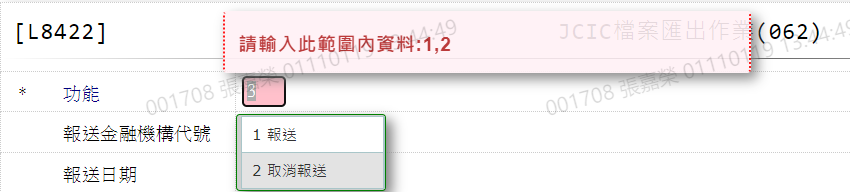 [L8422]
JCIC檔案匯出作業(062)
請輸入此範圍內資料:1,2
* 功能
3
報送金融機構代號
1 報送
報送日期
2 取消報送
001708 張嘉榮 01110119 13:44:49
001708 張嘉榮 01110119 13:44:49